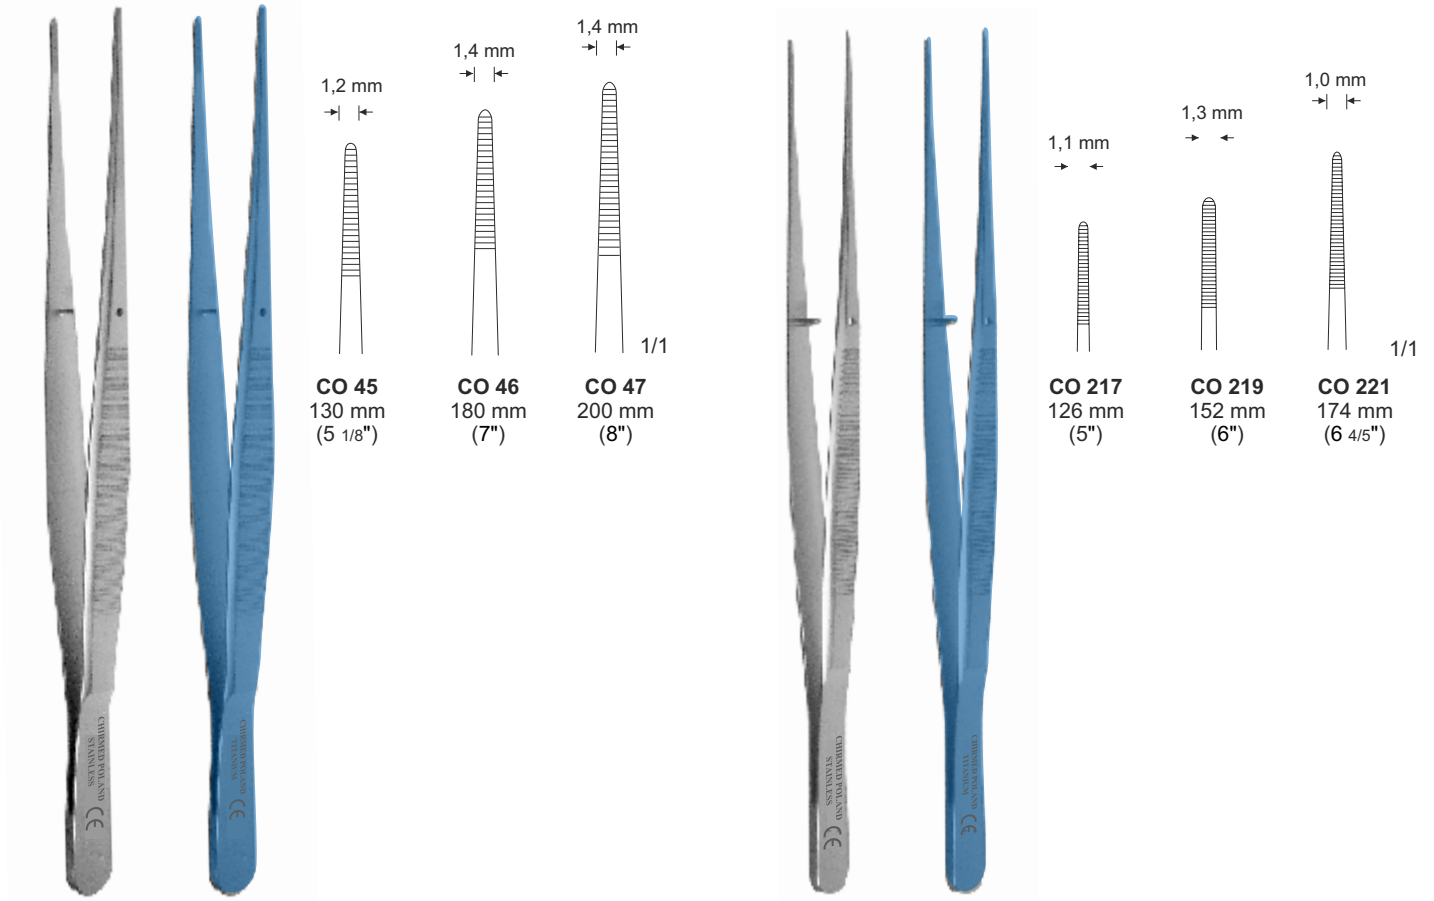 1,2 mm
CO 45
130 mm
(5 1/8")
1,4 mm
CO 46
180 mm
(7")
1,4 mm
CO 47
200 mm
(8")
1/1
1,1 mm
CO 217
126 mm
(5")
1,3 mm
CO 219
152 mm
(6")
1,0 mm
CO 221
174 mm
(6 4/5")
1/1
CHIRMED POLAND
STAINLESS
CE
CHIRMED POLAND
TITANIUM
CE
CHIRMED POLAND
STAINLESS
CE
CHIRMED POLAND
TITANIUM
CE